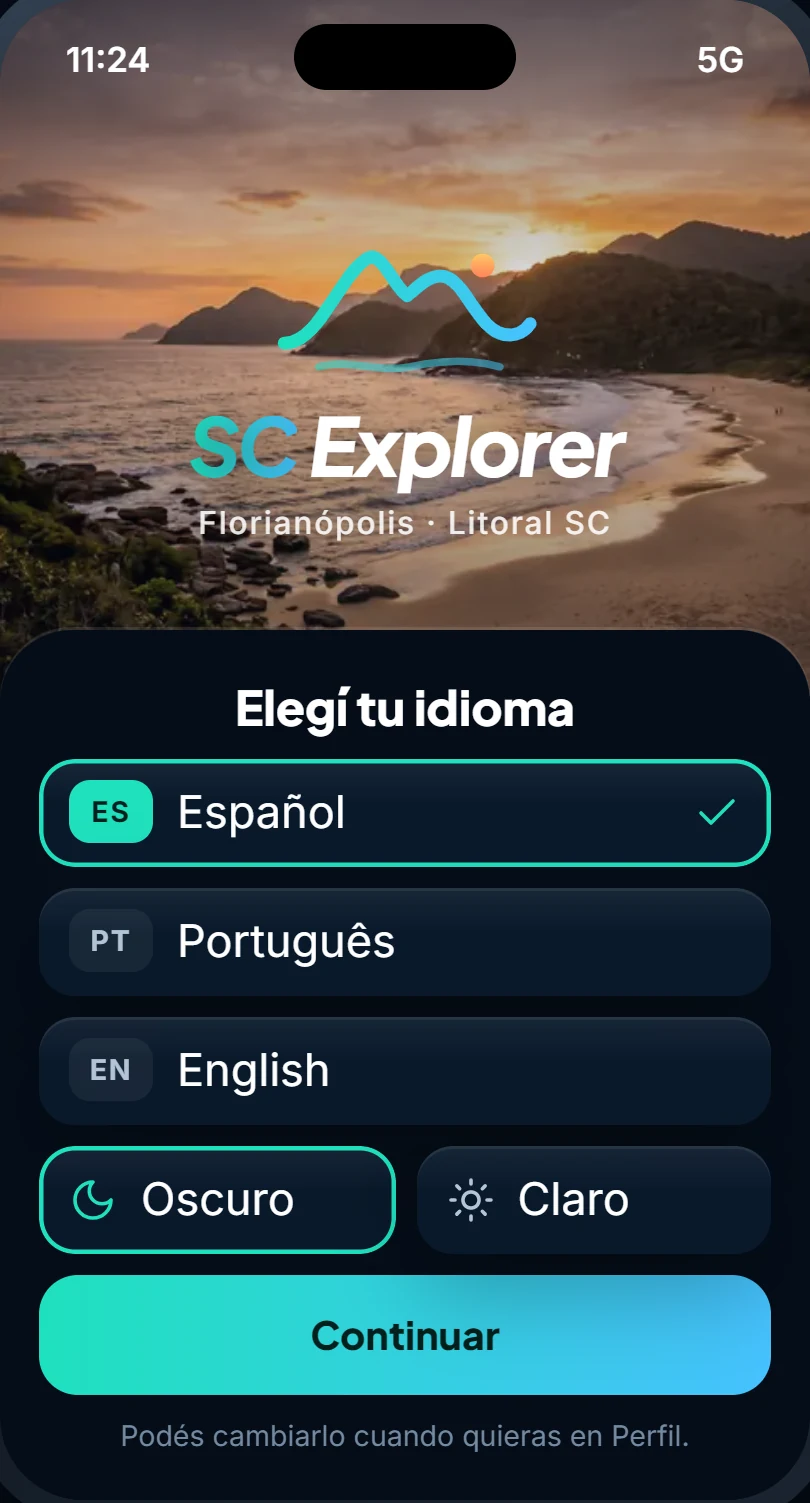 11:24
5G
SC Explorer
Florianópolis · Litoral SC
Elegí tu idioma
ES Español
PT Português
EN English
Oscuro
Claro
Continuar
Podés cambiarlo cuando quieras en Perfil.